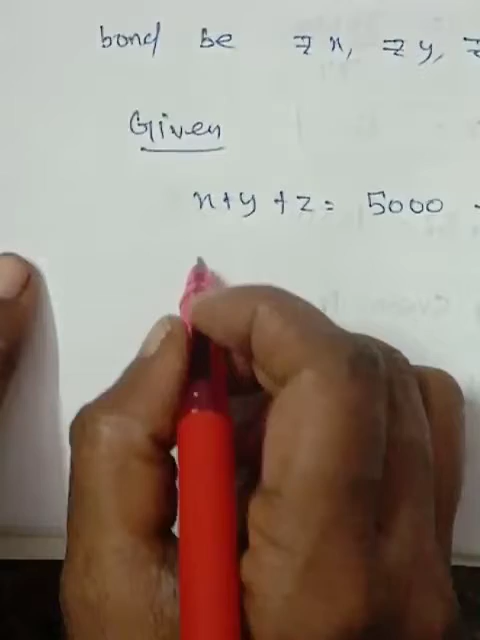 bond be ₹ x, ₹ y, ₹
Given
x + y + z = 5000 -